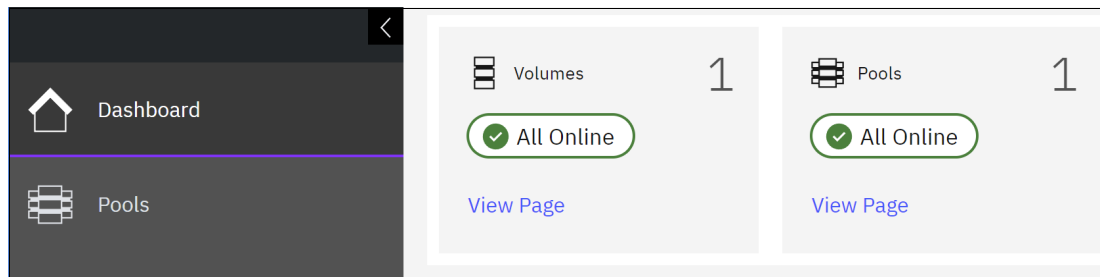 Dashboard
Pools
Volumes
1
All Online
View Page
Pools
1
All Online
View Page